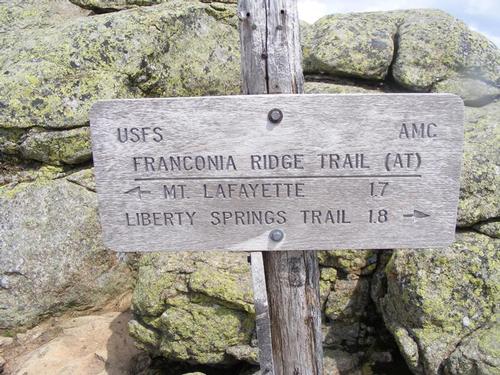 USFS AMC
FRANCONIA RIDGE TRAIL (AT)
MT. LAFAYETTE 1.7
LIBERTY SPRINGS TRAIL 1.8